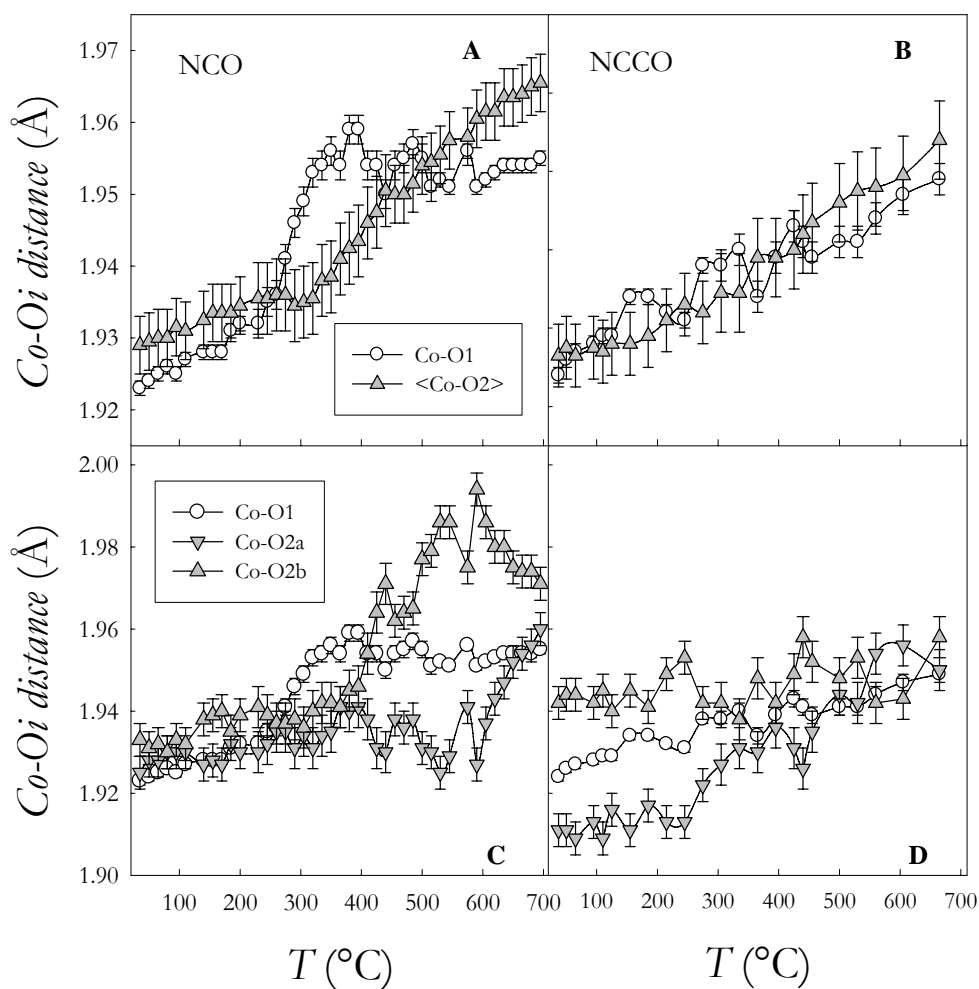 1.97
1.96
1.95
1.94
1.93
1.92
Co-Oi distance (Å)
NCO
A
Co-O1
<Co-O2>
NCCO
B
2.00
1.98
1.96
1.94
1.92
1.90
Co-Oi distance (Å)
Co-O1
Co-O2a
Co-O2b
C
D
100 200 300 400 500 600 700
100 200 300 400 500 600 700
T (°C)
T (°C)